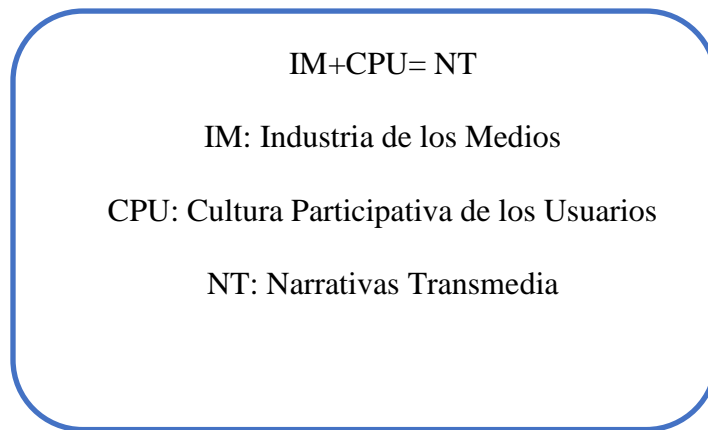 IM+CPU= NT
IM: Industria de los Medios
CPU: Cultura Participativa de los Usuarios
NT: Narrativas Transmedia